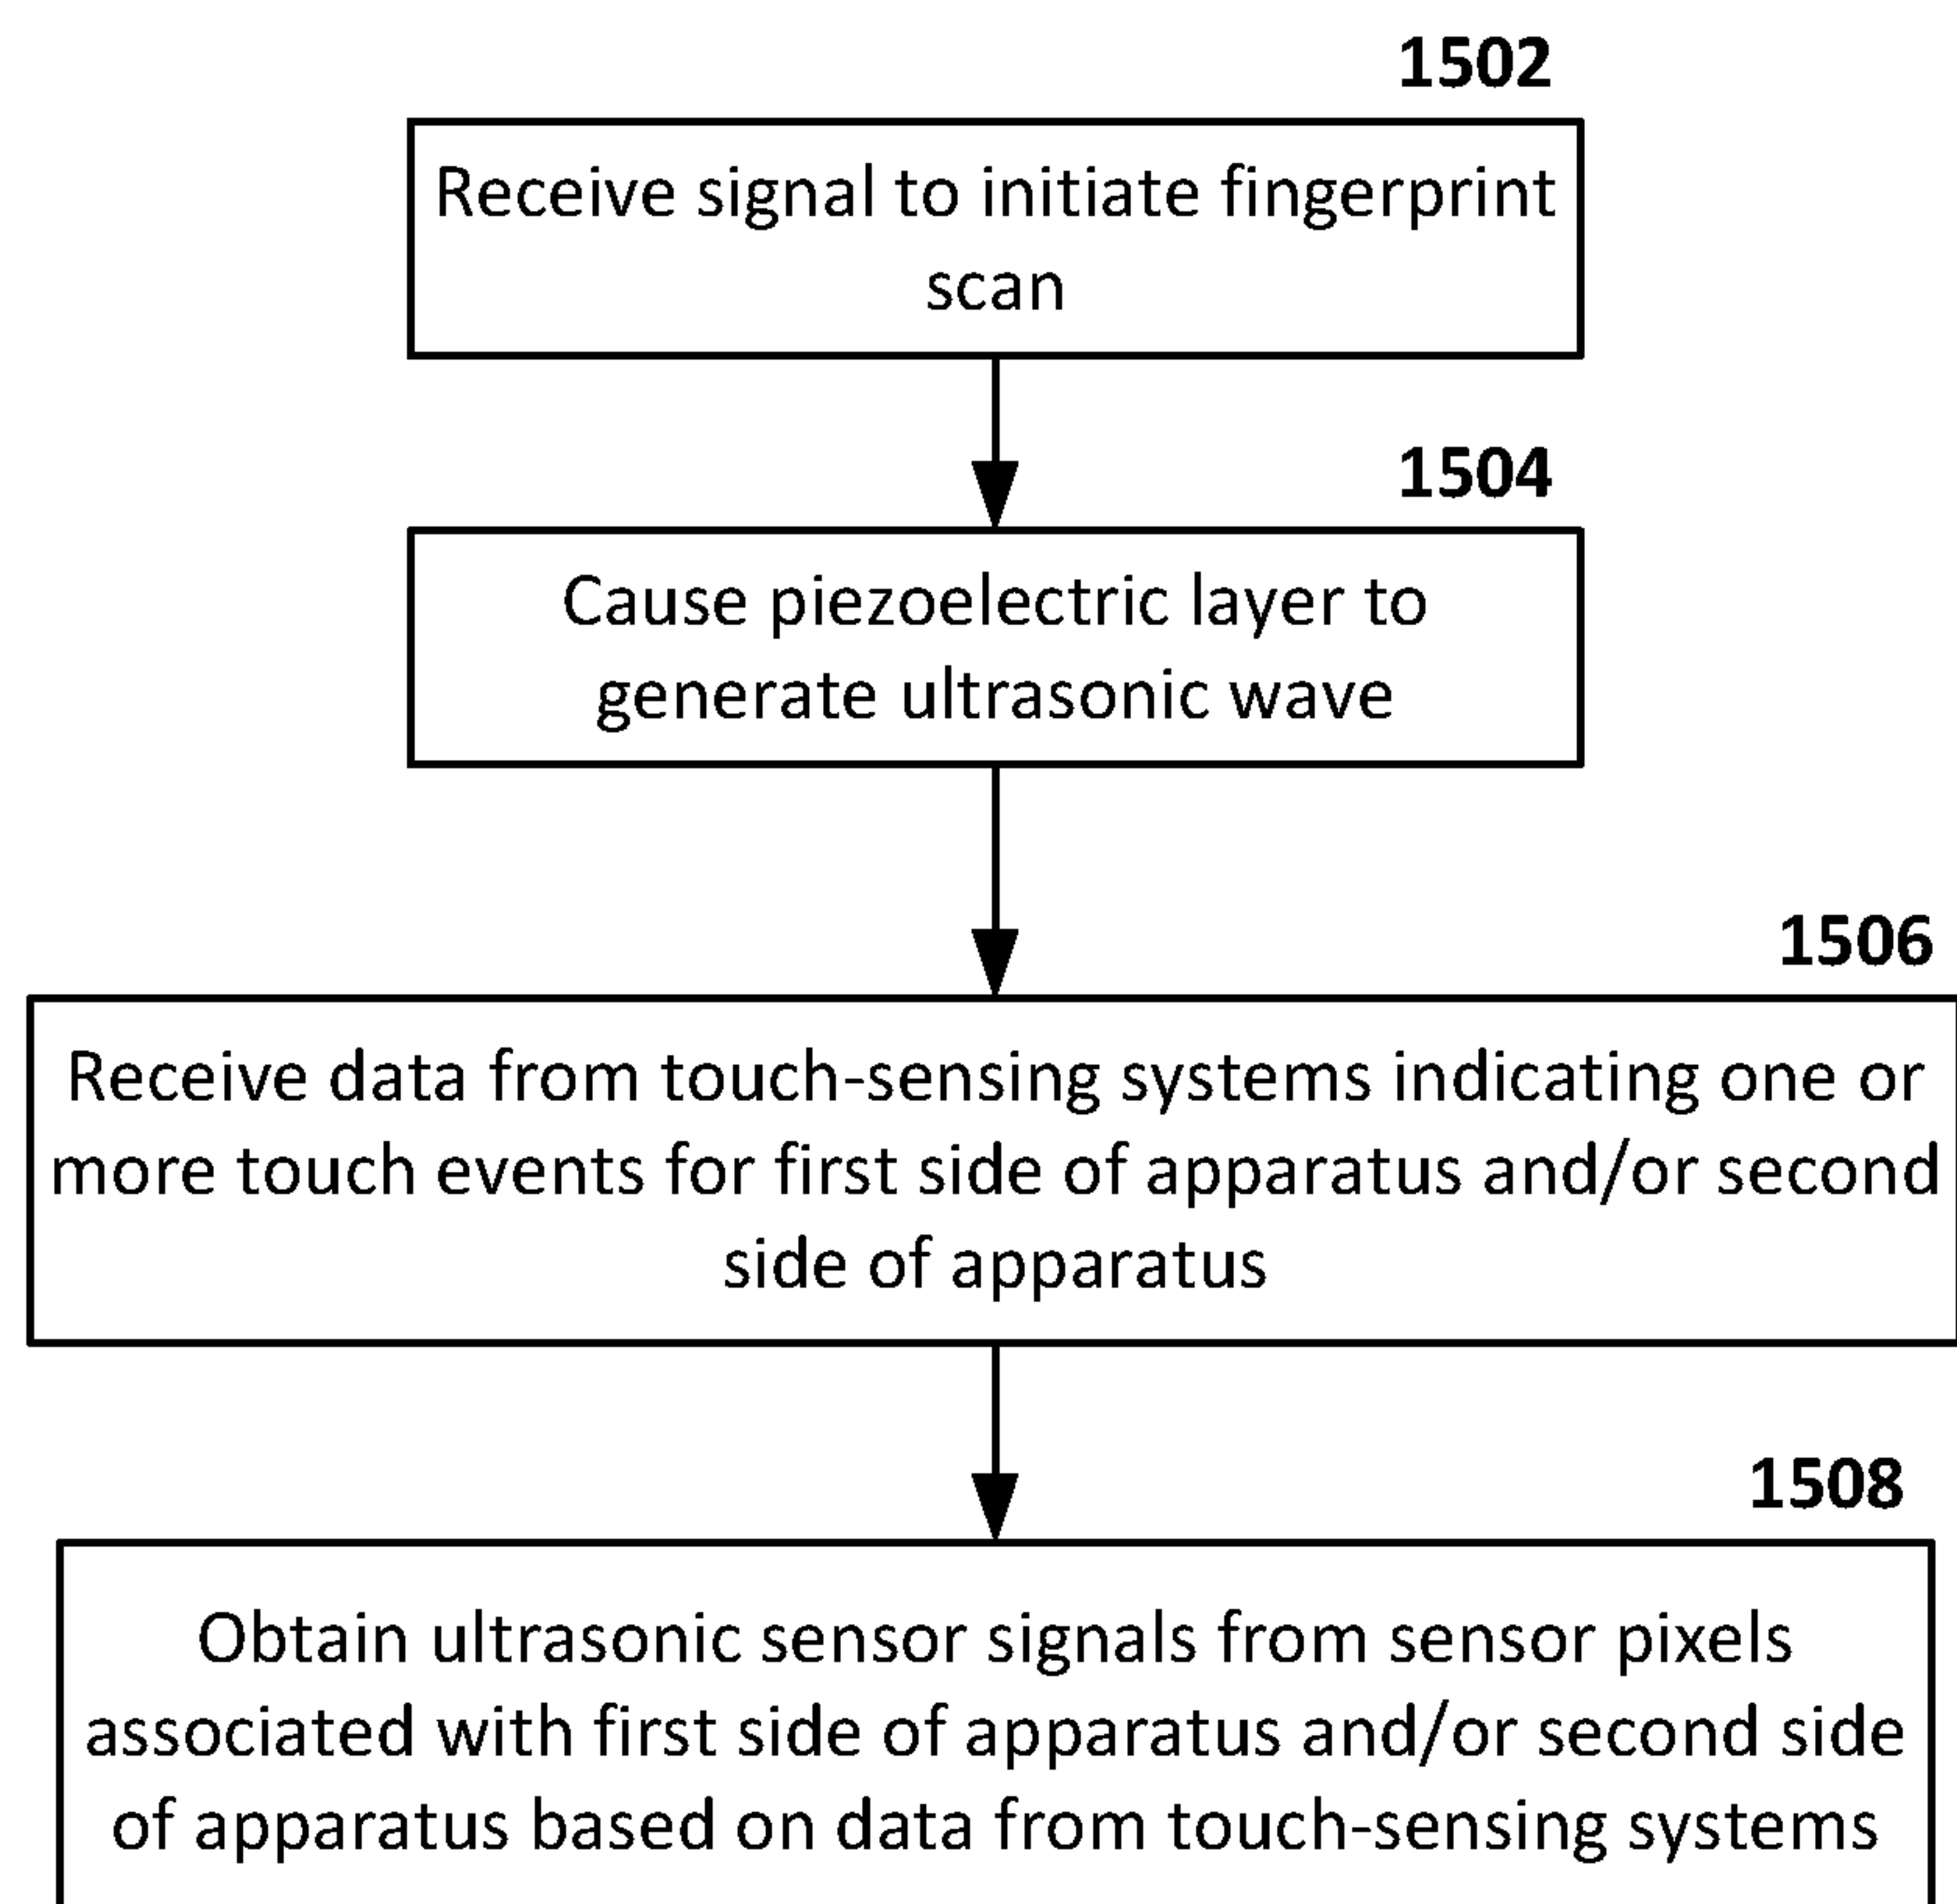 1502
Receive signal to initiate fingerprint
scan
1504
Cause piezoelectric layer to
generate ultrasonic wave
1506
Receive data from touch-sensing systems indicating one or
more touch events for first side of apparatus and/or second
side of apparatus
1508
Obtain ultrasonic sensor signals from sensor pixels
associated with first side of apparatus and/or second side
of apparatus based on data from touch-sensing systems